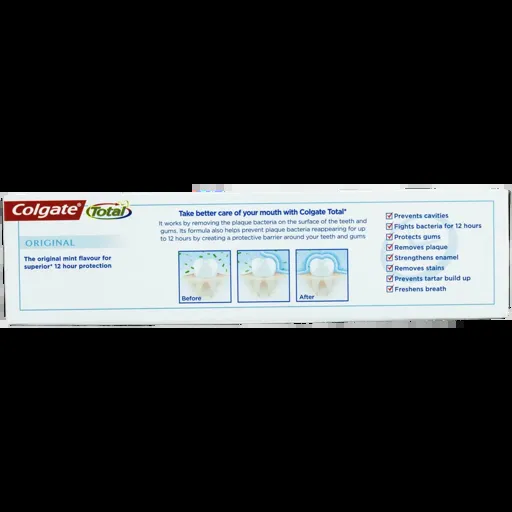 Colgate® Total®
ORIGINAL
The original mint flavour for
superior* 12 hour protection
Take better care of your mouth with Colgate Total*
It works by removing the plaque bacteria on the surface of the teeth and
gums. Its formula also helps prevent plaque bacteria reappearing for up
to 12 hours by creating a protective barrier around your teeth and gums
Before
After
Prevents cavities
Fights bacteria for 12 hours
Protects gums
Removes plaque
Strengthens enamel
Removes stains
Prevents tartar build up
Freshens breath